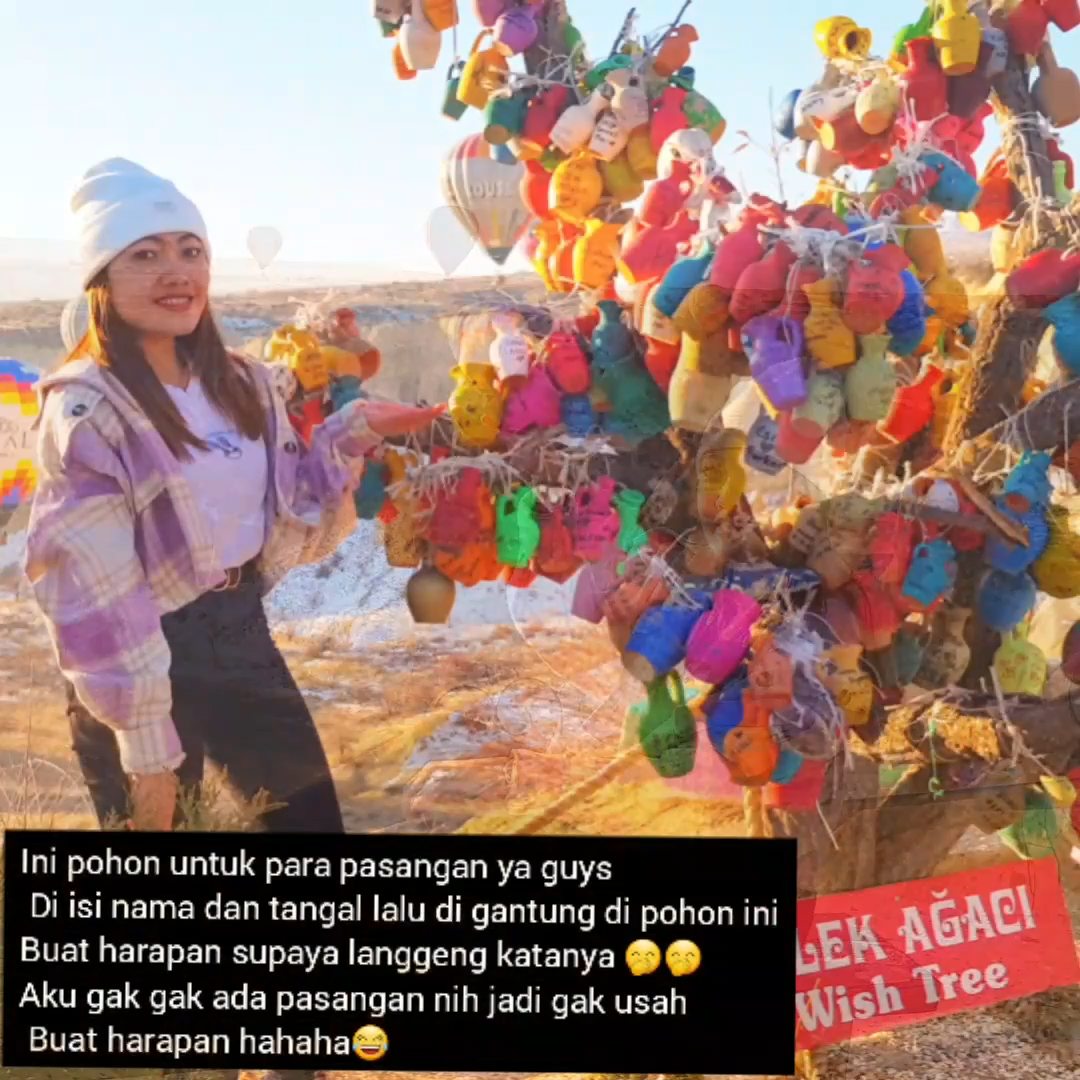 Ini pohon untuk para pasangan ya guys
Di isi nama dan tangal lalu di gantung di pohon ini
Buat harapan supaya langgeng katanya 🤭🤭
Aku gak gak ada pasangan nih jadi gak usah
Buat harapan hahaha😂
LEK AĞACI
Wish Tree